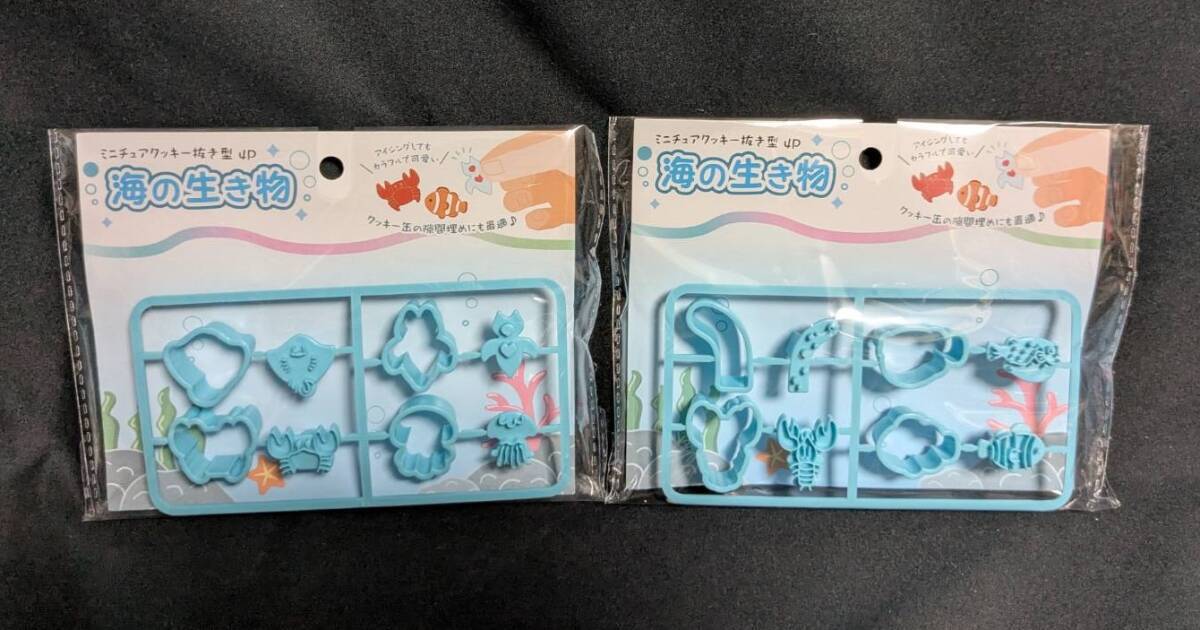 ミニチュアクッキー抜き型 4P
海の生き物
アイシングしても
カラフルで可愛い
クッキー缶の隙間埋めにも最適♪
ミニチュアクッキー抜き型 4P
海の生き物
アイシングしても
カラフルで可愛い
クッキー缶の隙間埋めにも最適♪